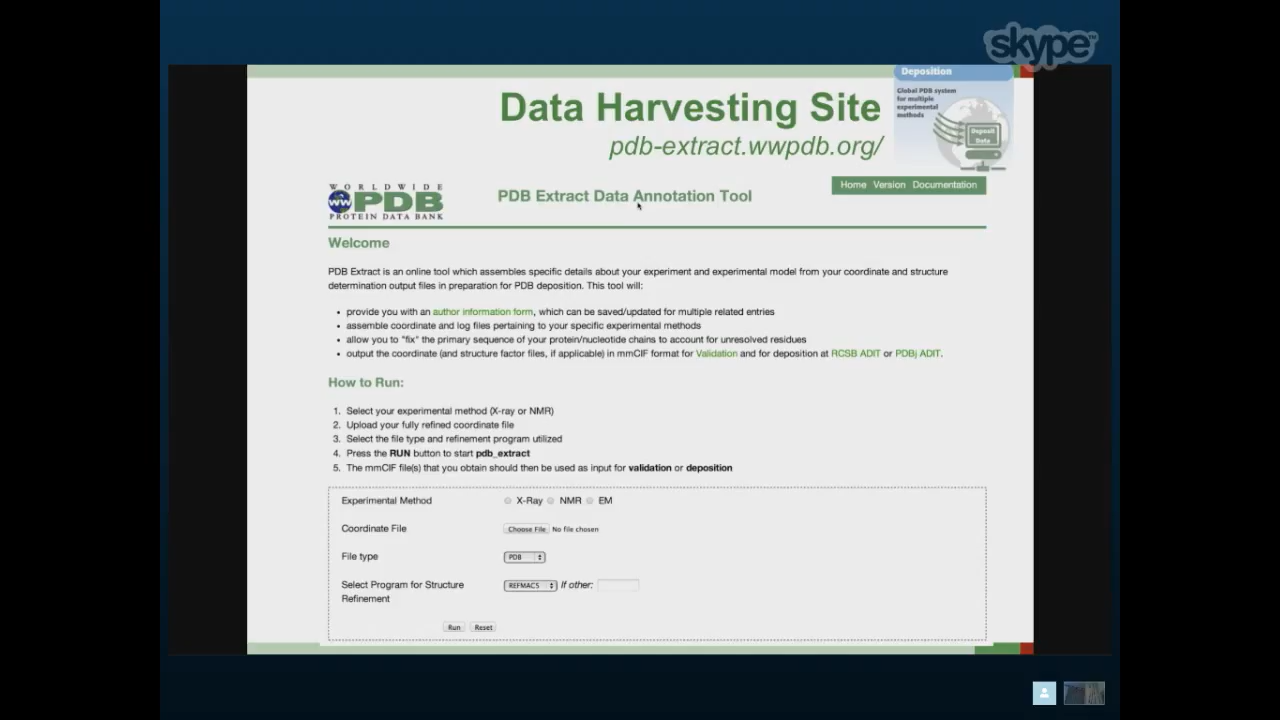 skype™
Deposition
Global PDB system
for multiple
experimental
methods
Deposit
Data
Data Harvesting Site
pdb-extract.wwpdb.org/
WORLDWIDE
WW PDB
PROTEIN DATA BANK
PDB Extract Data Annotation Tool
Home Version Documentation
Welcome
PDB Extract is an online tool which assembles specific details about your experiment and experimental model from your coordinate and structure
determination output files in preparation for PDB deposition. This tool will:
• provide you with an author information form, which can be saved/updated for multiple related entries
• assemble coordinate and log files pertaining to your specific experimental methods
• allow you to "fix" the primary sequence of your protein/nucleotide chains to account for unresolved residues
• output the coordinate (and structure factor files, if applicable) in mmCIF format for Validation and for deposition at RCSB ADIT or PDBj ADIT.
How to Run:
1. Select your experimental method (X-ray or NMR)
2. Upload your fully refined coordinate file
3. Select the file type and refinement program utilized
4. Press the RUN button to start pdb_extract
5. The mmCIF file(s) that you obtain should then be used as input for validation or deposition
Experimental Method X-Ray NMR EM
Coordinate File Choose File No file chosen
File type PDB
Select Program for Structure REFMAC5 If other:
Refinement
Run Reset